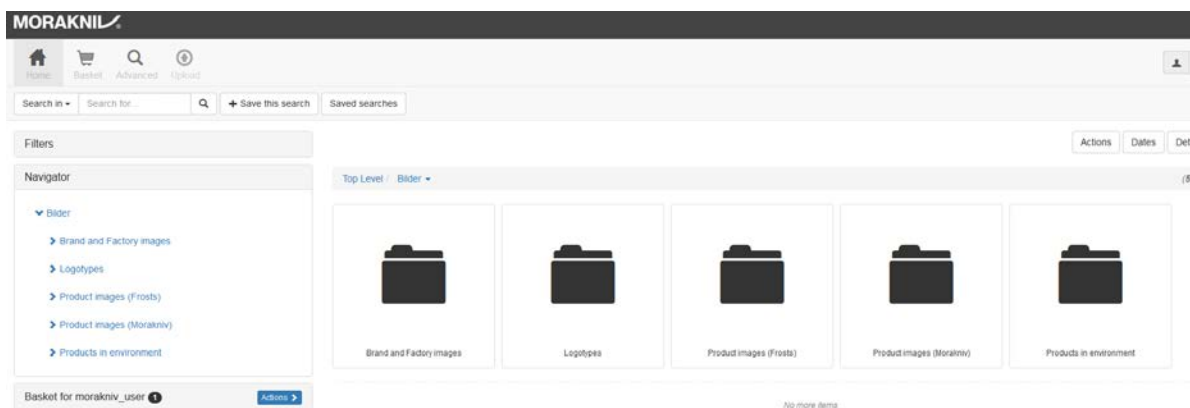 MORAKNIV
Home Basket Advanced Upload
Search in Search for... + Save this search Saved searches
Filters
Actions Dates
Navigator
Top Level / Bilder
Bilder
Brand and Factory images
Logotypes
Product images (Frosts)
Product images (Morakniv)
Products in environment
Brand and Factory images Logotypes Product images (Frosts) Product images (Morakniv) Products in environment
Basket for morakniv_user 1 Actions
No more items